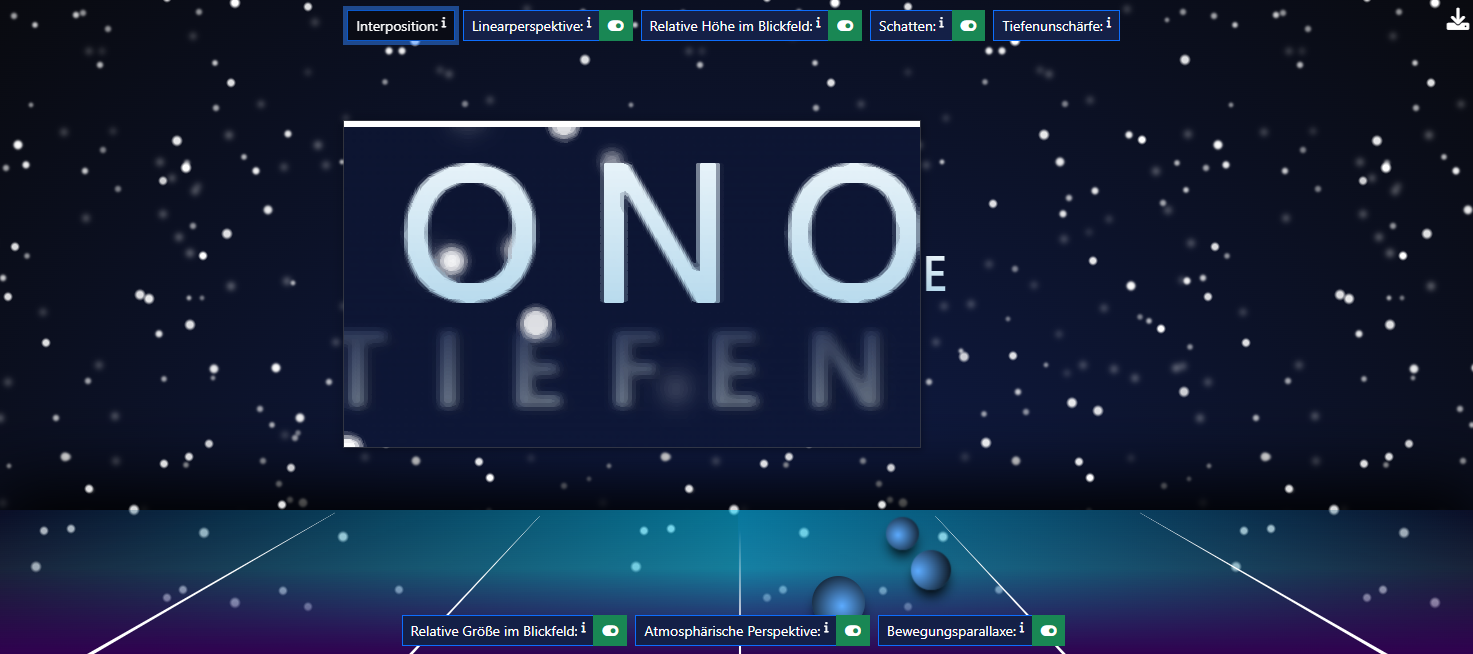 Interposition: i Linearperspektive: i Relative Höhe im Blickfeld: i Schatten: i Tiefenunschärfe: i
ONO
E
TIEFEN
Relative Größe im Blickfeld: i Atmosphärische Perspektive: i Bewegungsparallaxe: i